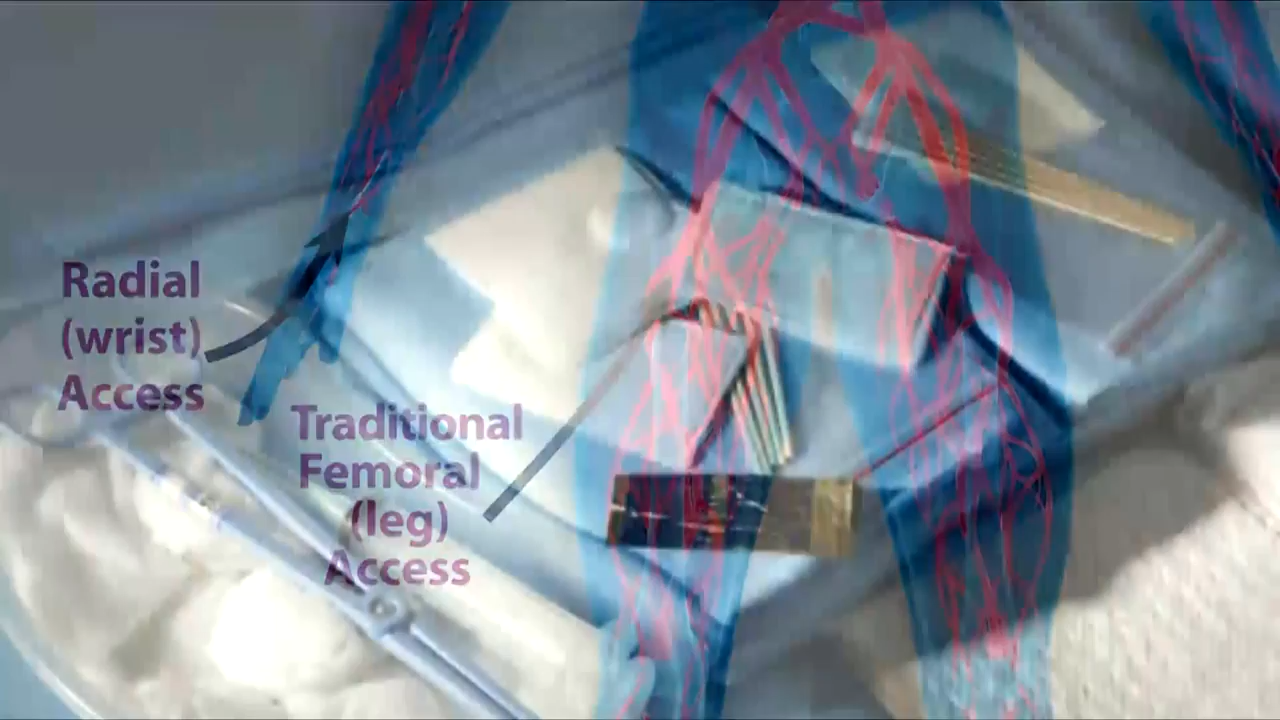 Radial
(wrist)
Access
Traditional
Femoral
(leg)
Access